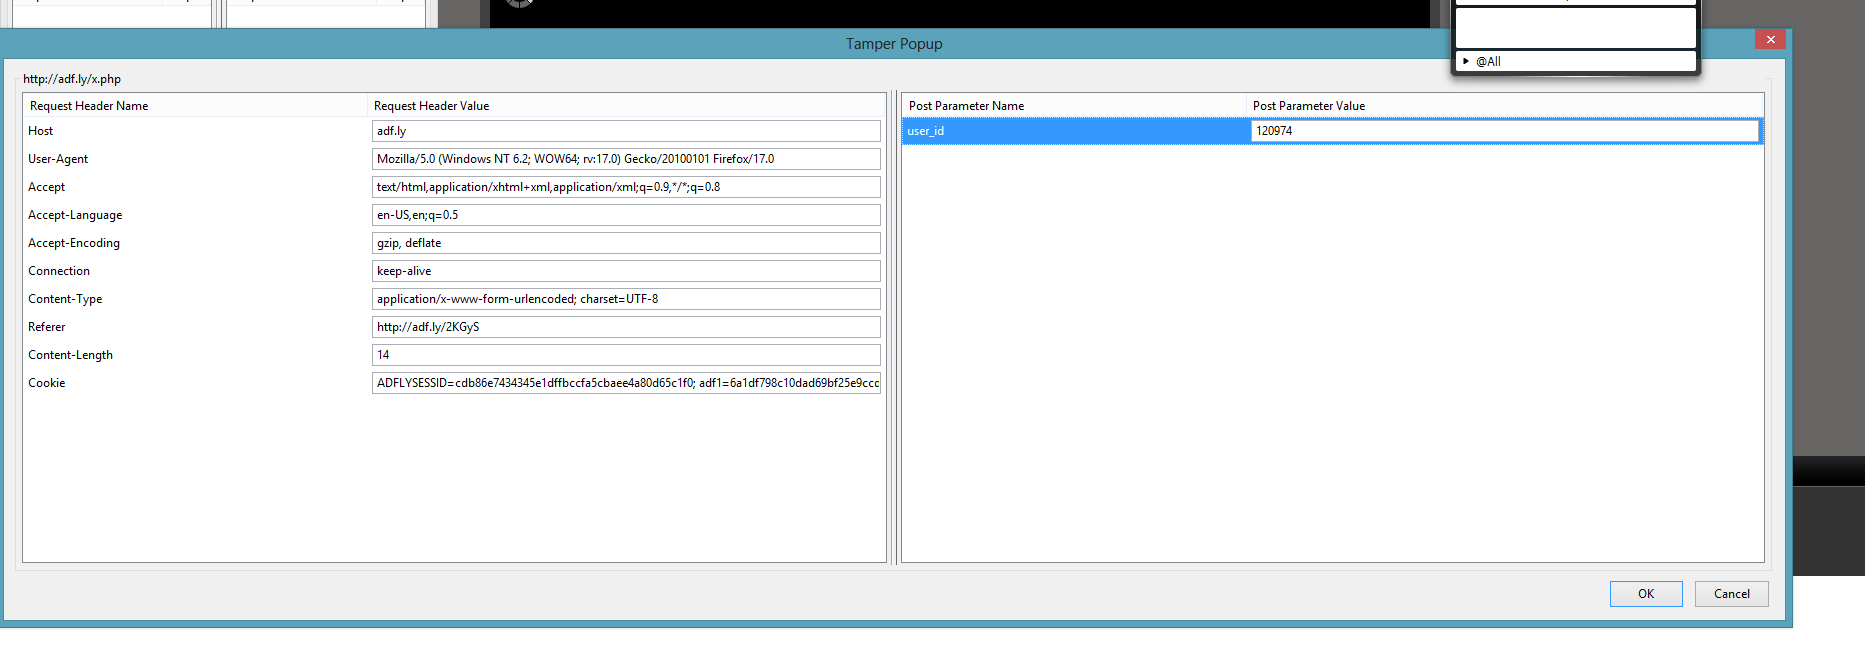 Tamper Popup
@All
http://adf.ly/x.php
Request Header Name Request Header Value
Host adf.ly
User-Agent Mozilla/5.0 (Windows NT 6.2; WOW64; rv:17.0) Gecko/20100101 Firefox/17.0
Accept text/html,application/xhtml+xml,application/xml;q=0.9,*/*;q=0.8
Accept-Language en-US,en;q=0.5
Accept-Encoding gzip, deflate
Connection keep-alive
Content-Type application/x-www-form-urlencoded; charset=UTF-8
Referer http://adf.ly/2KGyS
Content-Length 14
Cookie ADFLYSESSID=cdb86e7434345e1dffbccfa5cbaee4a80d65c1f0; adf1=6a1df798c10dad69bf25e9ccc
Post Parameter Name Post Parameter Value
user_id 120974
OK Cancel